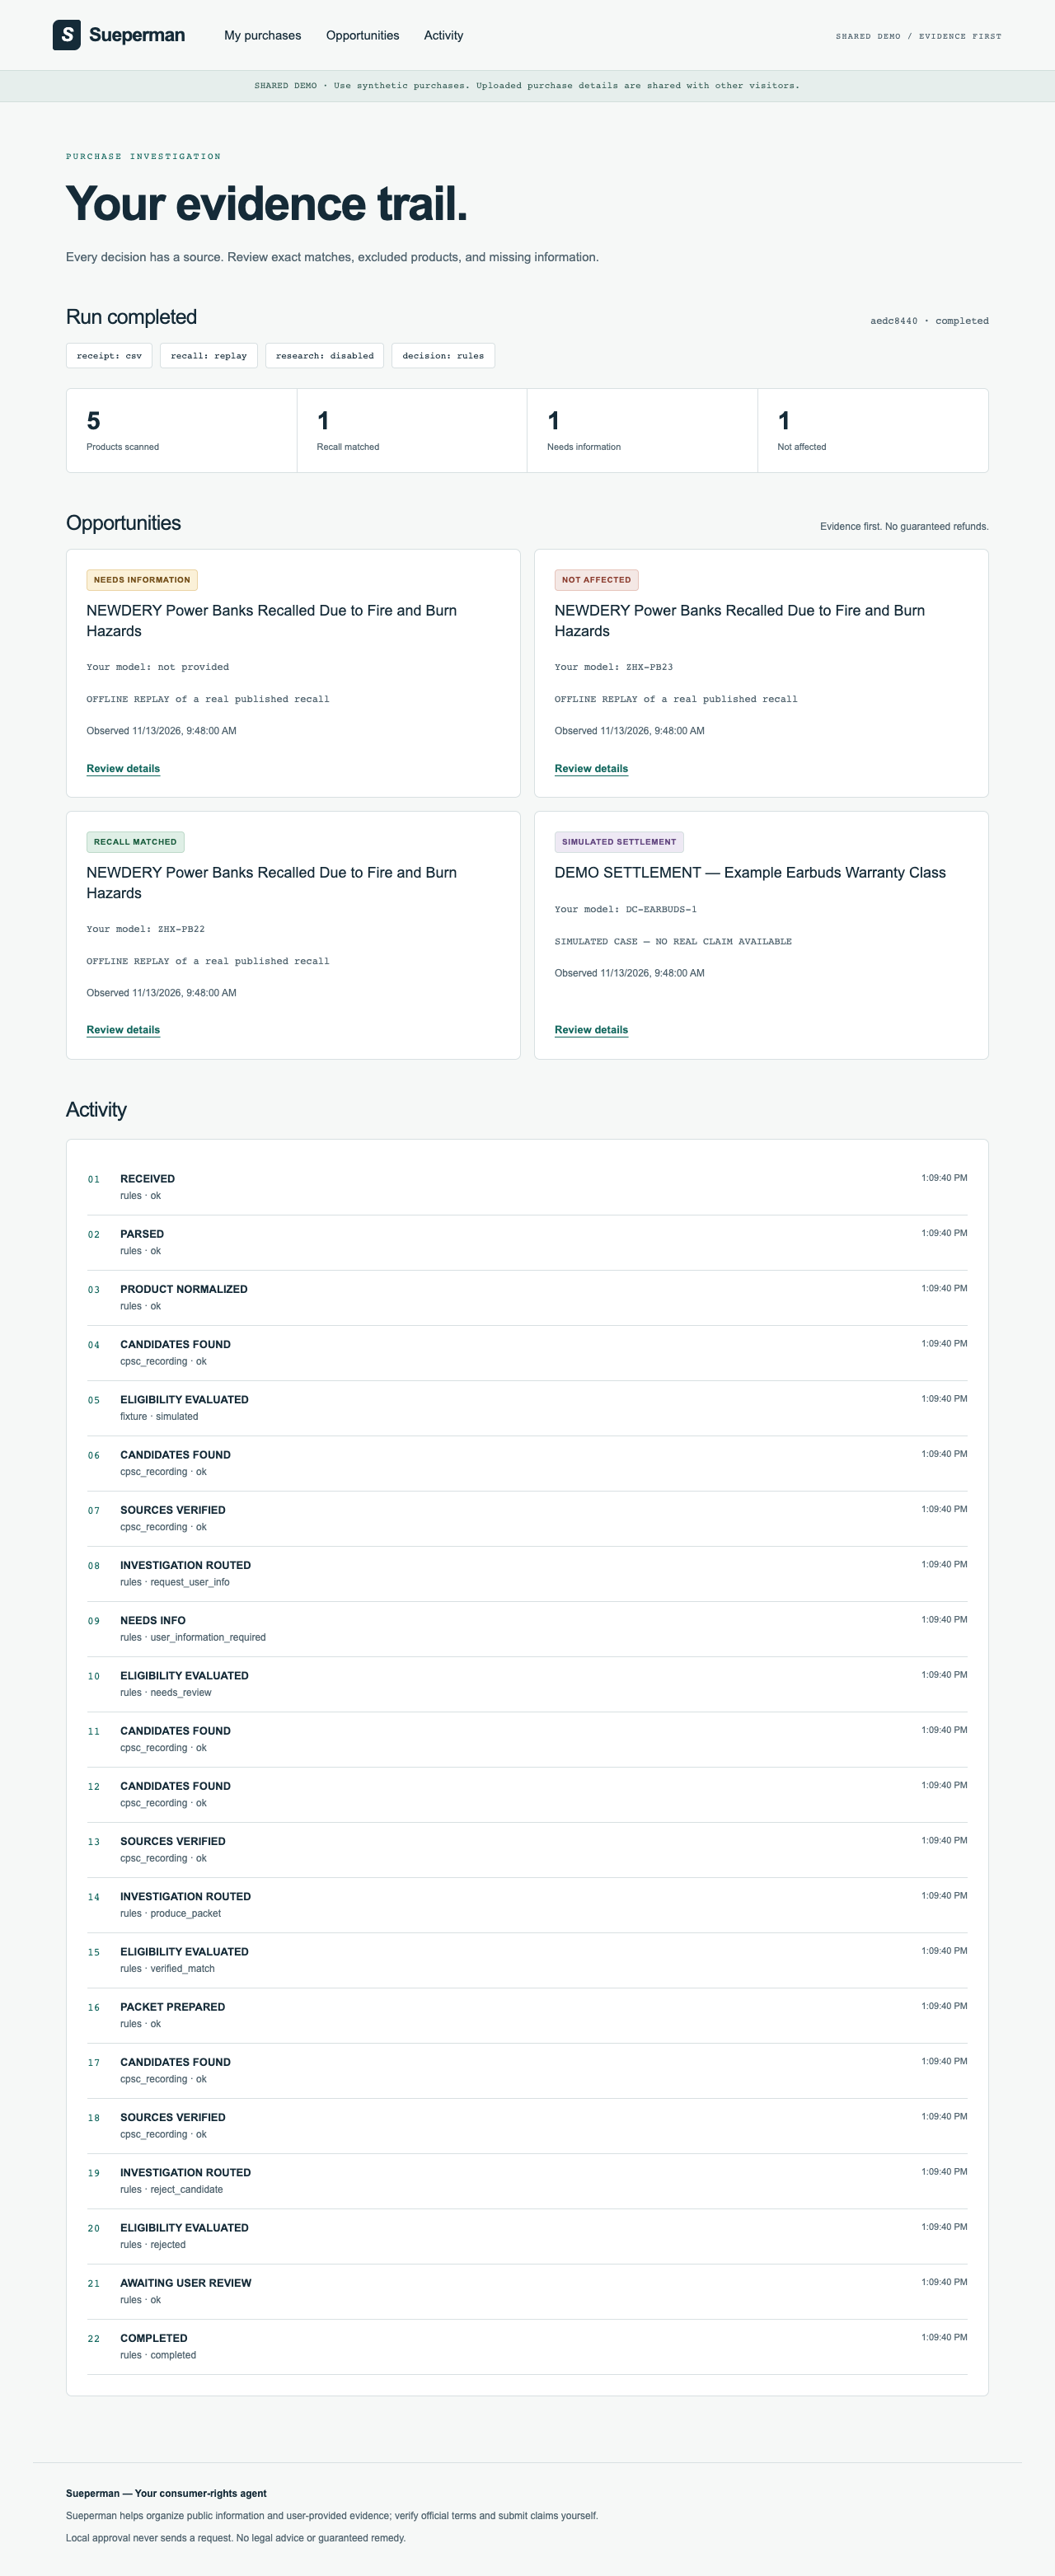 S Sueperman My purchases Opportunities Activity SHARED DEMO / EVIDENCE FIRST
SHARED DEMO · Use synthetic purchases. Uploaded purchase details are shared with other visitors.
PURCHASE INVESTIGATION
Your evidence trail.
Every decision has a source. Review exact matches, excluded products, and missing information.
Run completed
aedc8440 · completed
receipt: csv recall: replay research: disabled decision: rules
5 1 1 1
Products scanned Recall matched Needs information Not affected
Opportunities
Evidence first. No guaranteed refunds.
NEEDS INFORMATION
NEWDERY Power Banks Recalled Due to Fire and Burn
Hazards
Your model: not provided
OFFLINE REPLAY of a real published recall
Observed 11/13/2026, 9:48:00 AM
Review details
NOT AFFECTED
NEWDERY Power Banks Recalled Due to Fire and Burn
Hazards
Your model: ZHX-PB23
OFFLINE REPLAY of a real published recall
Observed 11/13/2026, 9:48:00 AM
Review details
RECALL MATCHED
NEWDERY Power Banks Recalled Due to Fire and Burn
Hazards
Your model: ZHX-PB22
OFFLINE REPLAY of a real published recall
Observed 11/13/2026, 9:48:00 AM
Review details
SIMULATED SETTLEMENT
DEMO SETTLEMENT — Example Earbuds Warranty Class
Your model: DC-EARBUDS-1
SIMULATED CASE — NO REAL CLAIM AVAILABLE
Observed 11/13/2026, 9:48:00 AM
Review details
Activity
01 RECEIVED 1:09:40 PM
rules · ok
02 PARSED 1:09:40 PM
rules · ok
03 PRODUCT NORMALIZED 1:09:40 PM
rules · ok
04 CANDIDATES FOUND 1:09:40 PM
cpsc_recording · ok
05 ELIGIBILITY EVALUATED 1:09:40 PM
fixture · simulated
06 CANDIDATES FOUND 1:09:40 PM
cpsc_recording · ok
07 SOURCES VERIFIED 1:09:40 PM
cpsc_recording · ok
08 INVESTIGATION ROUTED 1:09:40 PM
rules · request_user_info
09 NEEDS INFO 1:09:40 PM
rules · user_information_required
10 ELIGIBILITY EVALUATED 1:09:40 PM
rules · needs_review
11 CANDIDATES FOUND 1:09:40 PM
cpsc_recording · ok
12 CANDIDATES FOUND 1:09:40 PM
cpsc_recording · ok
13 SOURCES VERIFIED 1:09:40 PM
cpsc_recording · ok
14 INVESTIGATION ROUTED 1:09:40 PM
rules · produce_packet
15 ELIGIBILITY EVALUATED 1:09:40 PM
rules · verified_match
16 PACKET PREPARED 1:09:40 PM
rules · ok
17 CANDIDATES FOUND 1:09:40 PM
cpsc_recording · ok
18 SOURCES VERIFIED 1:09:40 PM
cpsc_recording · ok
19 INVESTIGATION ROUTED 1:09:40 PM
rules · reject_candidate
20 ELIGIBILITY EVALUATED 1:09:40 PM
rules · rejected
21 AWAITING USER REVIEW 1:09:40 PM
rules · ok
22 COMPLETED 1:09:40 PM
rules · completed
Sueperman — Your consumer-rights agent
Sueperman helps organize public information and user-provided evidence; verify official terms and submit claims yourself.
Local approval never sends a request. No legal advice or guaranteed remedy.